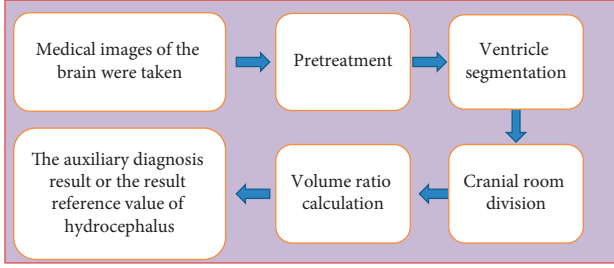 Medical images of the
brain were taken
Pretreatment
Ventricle
segmentation
Cranial room
division
Volume ratio
calculation
The auxiliary diagnosis
result or the result
reference value of
hydrocephalus